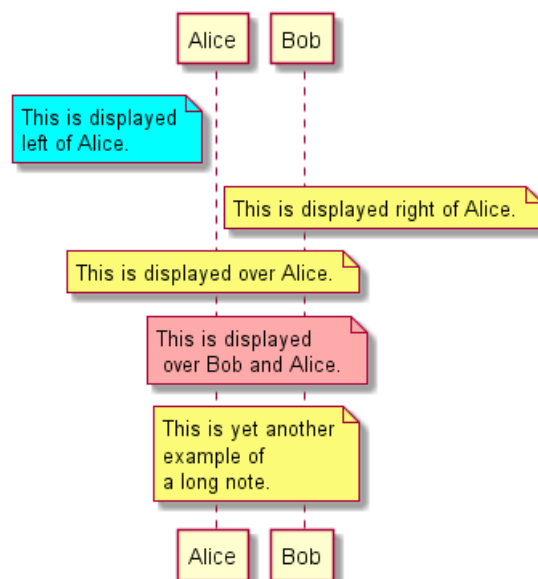 Alice
Bob
This is displayed
left of Alice.
This is displayed right of Alice.
This is displayed over Alice.
This is displayed
over Bob and Alice.
This is yet another
example of
a long note.
Alice
Bob